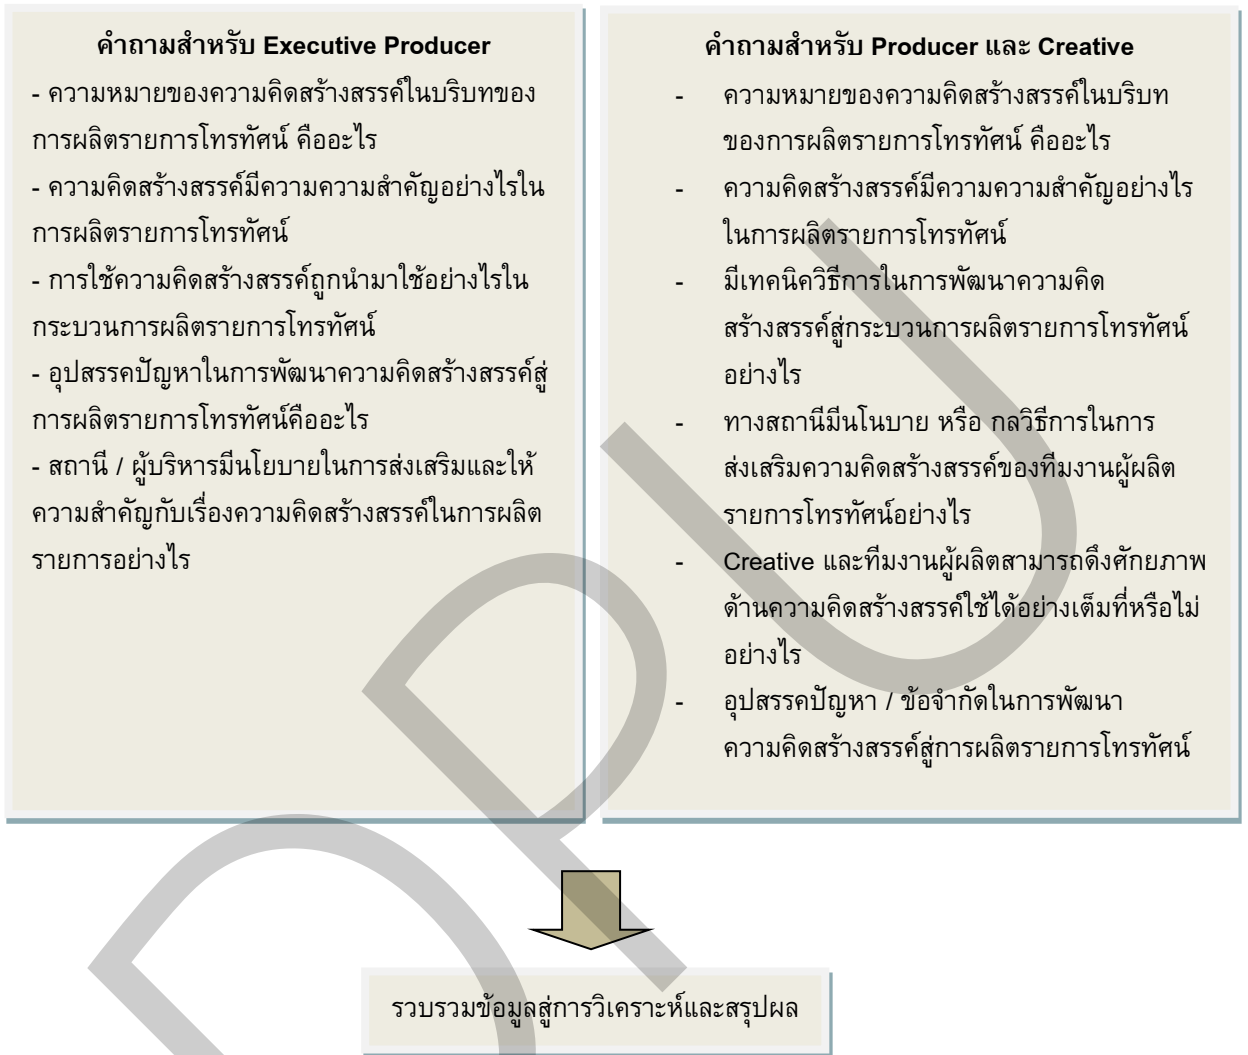 คำถามสำหรับ Executive Producer
- ความหมายของความคิดสร้างสรรค์ในบริบทของ
การผลิตรายการโทรทัศน์ คืออะไร
- ความคิดสร้างสรรค์มีความความสำคัญอย่างไรใน
การผลิตรายการโทรทัศน์
- การใช้ความคิดสร้างสรรค์ถูกนำมาใช้อย่างไรใน
กระบวนการผลิตรายการโทรทัศน์
- อุปสรรคปัญหาในการพัฒนาความคิดสร้างสรรค์สู่
การผลิตรายการโทรทัศน์คืออะไร
- สถานี / ผู้บริหารมีนโยบายในการส่งเสริมและให้
ความสำคัญกับเรื่องความคิดสร้างสรรค์ในการผลิต
รายการอย่างไร
คำถามสำหรับ Producer และ Creative
- ความหมายของความคิดสร้างสรรค์ในบริบท
ของการผลิตรายการโทรทัศน์ คืออะไร
- ความคิดสร้างสรรค์มีความความสำคัญอย่างไร
ในการผลิตรายการโทรทัศน์
- มีเทคนิควิธีการในการพัฒนาความคิด
สร้างสรรค์สู่กระบวนการผลิตรายการโทรทัศน์
อย่างไร
- ทางสถานีมีนโนบาย หรือ กลวิธีการในการ
ส่งเสริมความคิดสร้างสรรค์ของทีมงานผู้ผลิต
รายการโทรทัศน์อย่างไร
- Creative และทีมงานผู้ผลิตสามารถดึงศักยภาพ
ด้านความคิดสร้างสรรค์ใช้ได้อย่างเต็มที่หรือไม่
อย่างไร
- อุปสรรคปัญหา / ข้อจำกัดในการพัฒนา
ความคิดสร้างสรรค์สู่การผลิตรายการโทรทัศน์
รวบรวมข้อมูลสู่การวิเคราะห์และสรุปผล
DPU